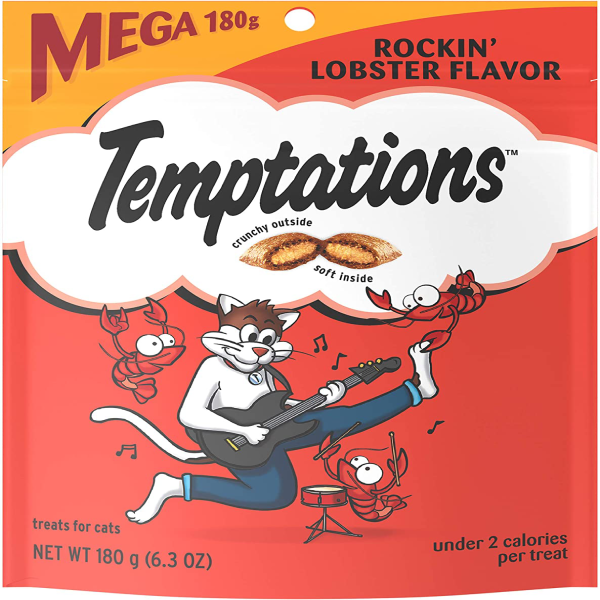 MEGA 180g
ROCKIN'
LOBSTER FLAVOR
Temptations™
crunchy outside
soft inside
treats for cats
NET WT 180 g (6.3 OZ)
under 2 calories
per treat